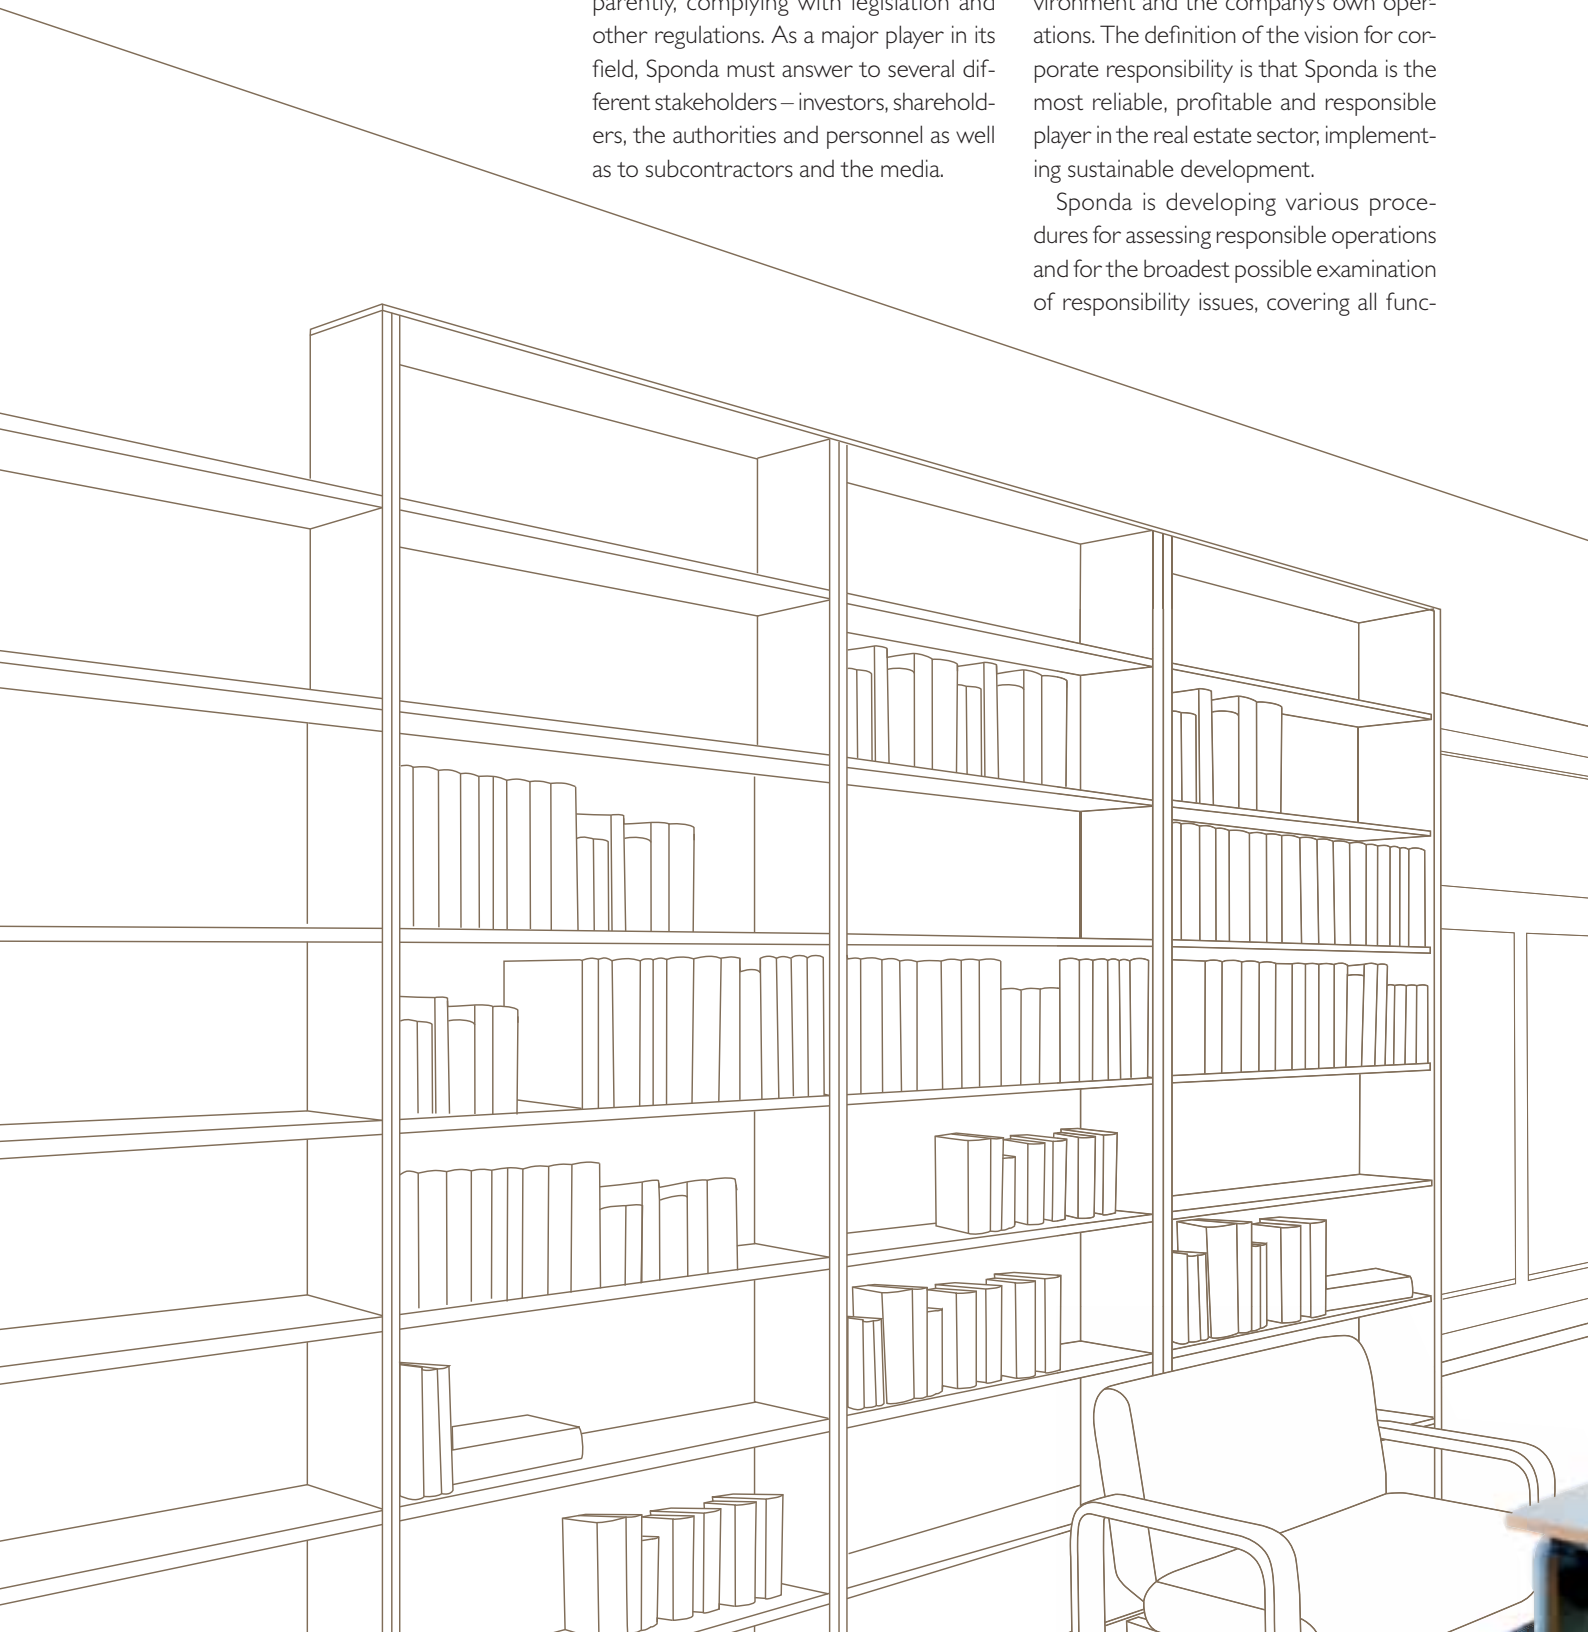 parently, complying with legislation and
other regulations. As a major player in its
field, Sponda must answer to several dif-
ferent stakeholders – investors, sharehold-
ers, the authorities and personnel as well
as to subcontractors and the media.
vironment and the company's own oper-
ations. The definition of the vision for cor-
porate responsibility is that Sponda is the
most reliable, profitable and responsible
player in the real estate sector, implement-
ing sustainable development.
Sponda is developing various proce-
dures for assessing responsible operations
and for the broadest possible examination
of responsibility issues, covering all func-